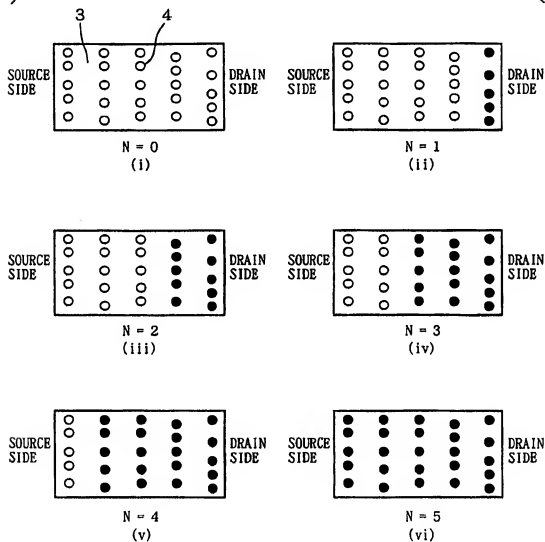 3 4
SOURCE SIDE DRAIN SIDE
N = 0
(i)
SOURCE SIDE DRAIN SIDE
N = 1
(ii)
SOURCE SIDE DRAIN SIDE
N = 2
(iii)
SOURCE SIDE DRAIN SIDE
N = 3
(iv)
SOURCE SIDE DRAIN SIDE
N = 4
(v)
SOURCE SIDE DRAIN SIDE
N = 5
(vi)